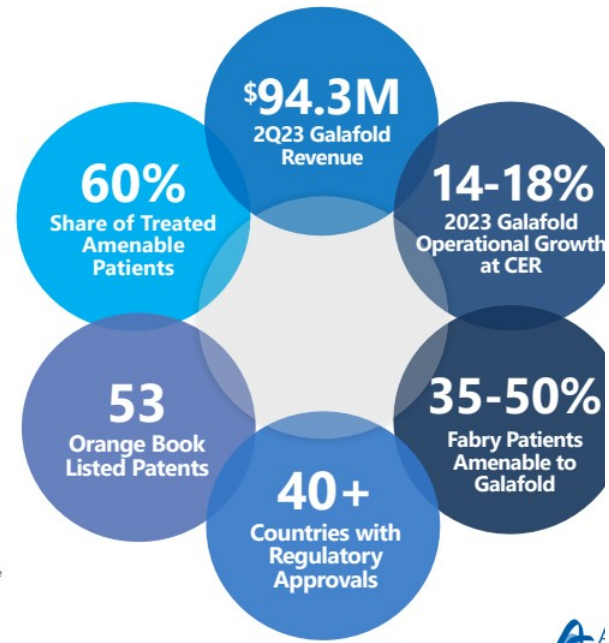 $94.3M
2Q23 Galafold
Revenue
60%
Share of Treated
Amenable
Patients
14-18%
2023 Galafold
Operational Growth
at CER
53
Orange Book
Listed Patents
35-50%
Fabry Patients
Amenable to
Galafold
40+
Countries with
Regulatory
Approvals